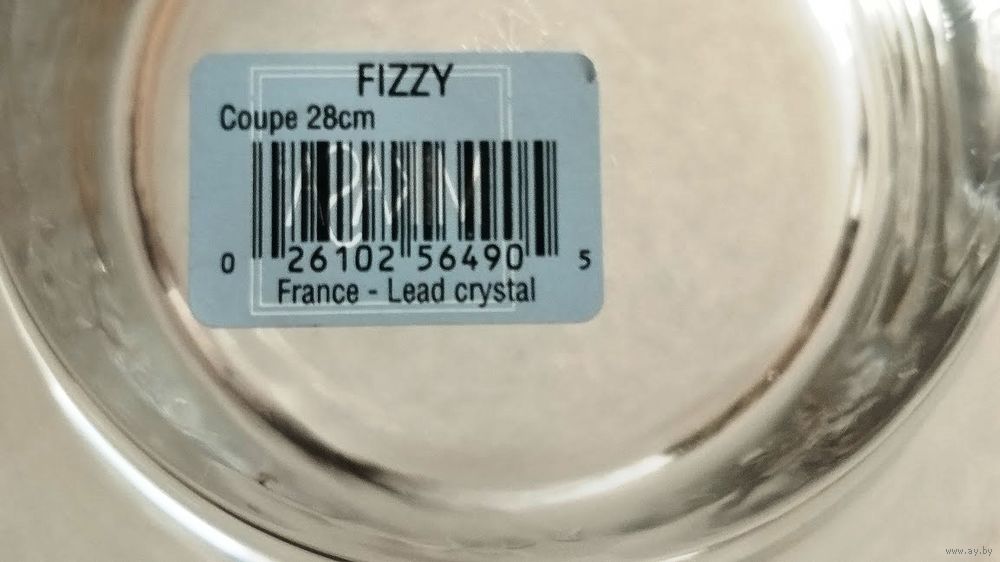 FIZZY
Coupe 28cm
0 26102 56490 5
France - Lead crystal
www.ay.by